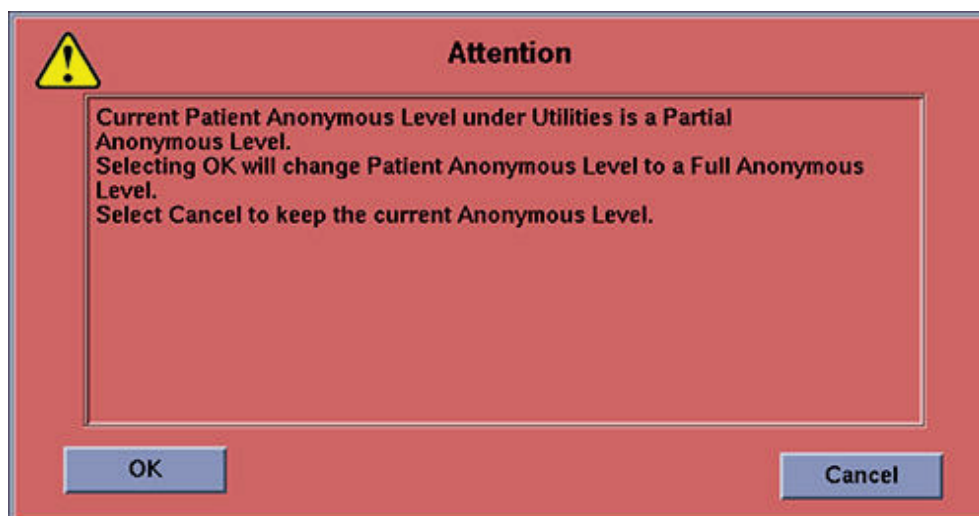 Attention
Current Patient Anonymous Level under Utilities is a Partial
Anonymous Level.
Selecting OK will change Patient Anonymous Level to a Full Anonymous
Level.
Select Cancel to keep the current Anonymous Level.
OK
Cancel